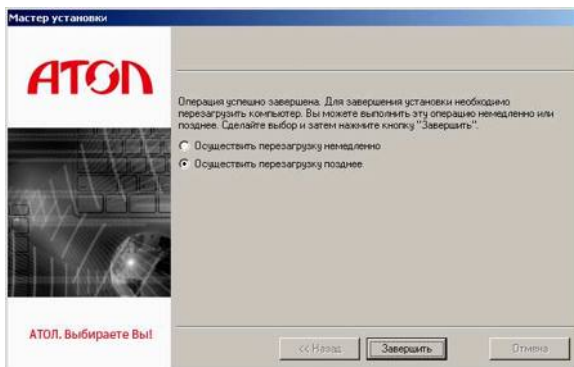 Мастер установки
АТОЛ
Операция успешно завершена. Для завершения установки необходимо
перезагрузить компьютер. Вы можете выполнить эту операцию немедленно или
позднее. Сделайте выбор и затем нажмите кнопку "Завершить".
Осуществить перезагрузку немедленно
Осуществить перезагрузку позднее
АТОЛ. Выбираете Вы!
<< Назад Завершить Отмена